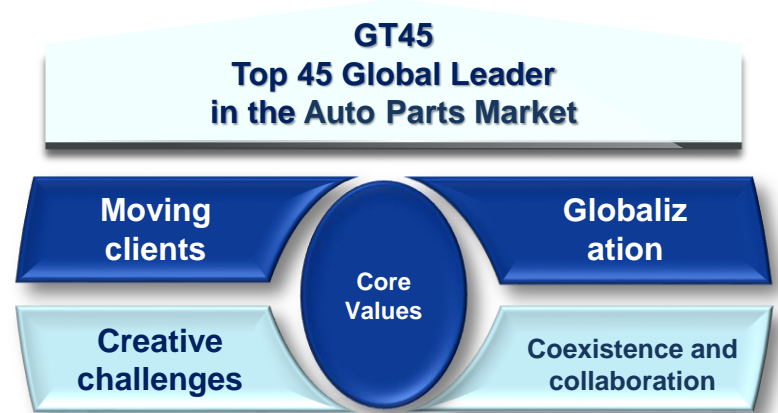 GT45
Top 45 Global Leader
in the Auto Parts Market
Moving
clients
Globaliz
ation
Core
Values
Creative
challenges
Coexistence and
collaboration